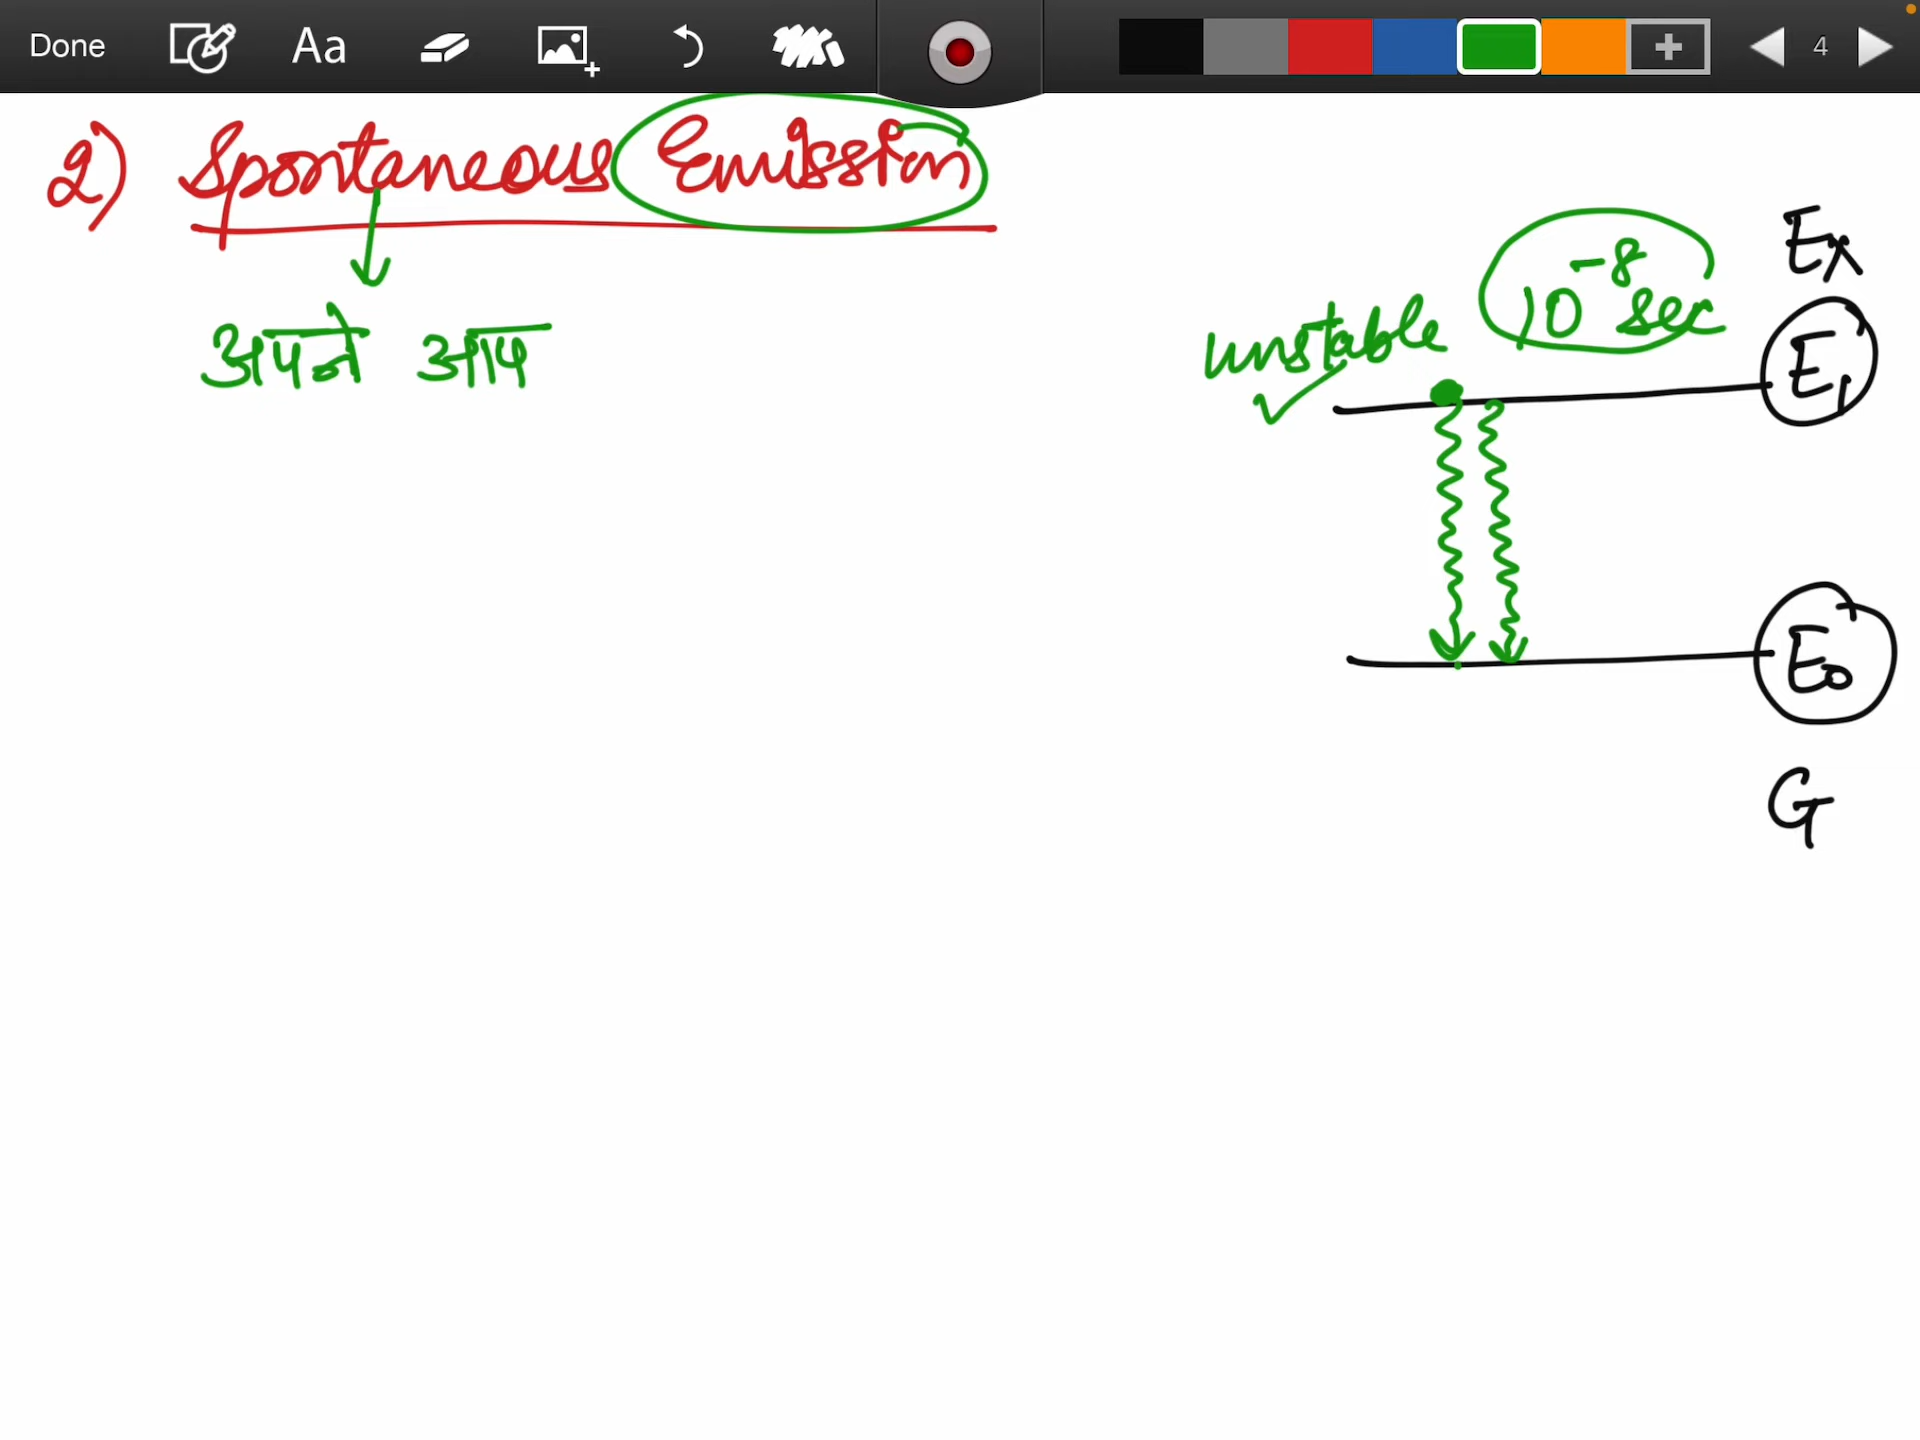 Done Aa 4
2) Spontaneous Emission
अपने आप
unstable 10⁻⁸ sec Ex
E₁
E₀
G